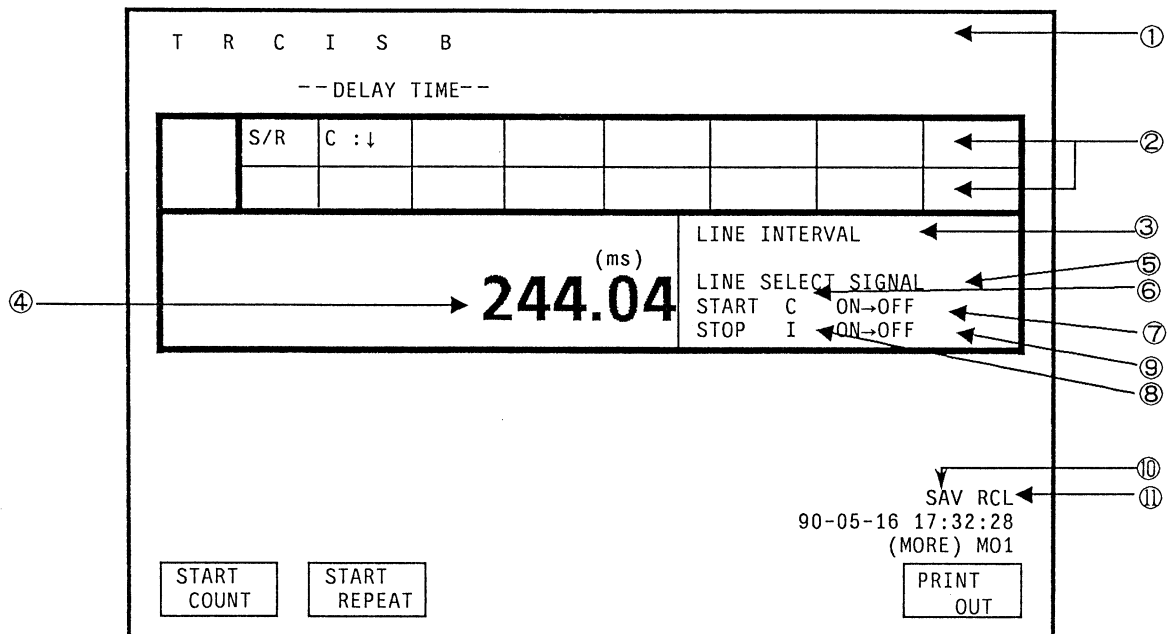 T R C I S B
①
--DELAY TIME--
S/R C :↓
②
LINE INTERVAL
③
(ms)
④
244.04
LINE SELECT SIGNAL
⑤
⑥
START C ON→OFF
⑦
STOP I ON→OFF
⑨
⑧
⑩
SAV RCL
⑪
90-05-16 17:32:28
(MORE) MO1
START COUNT
START REPEAT
PRINT OUT